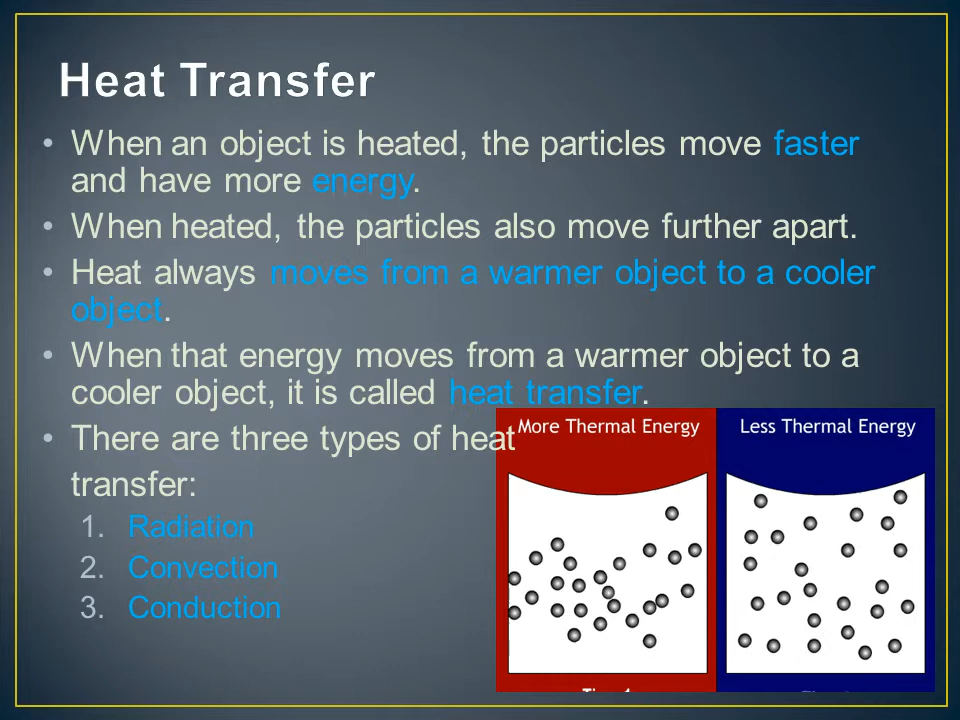 Heat Transfer
• When an object is heated, the particles move faster
and have more energy.
• When heated, the particles also move further apart.
• Heat always moves from a warmer object to a cooler
object.
• When that energy moves from a warmer object to a
cooler object, it is called heat transfer.
• There are three types of heat
transfer:
1. Radiation
2. Convection
3. Conduction
More Thermal Energy
Less Thermal Energy